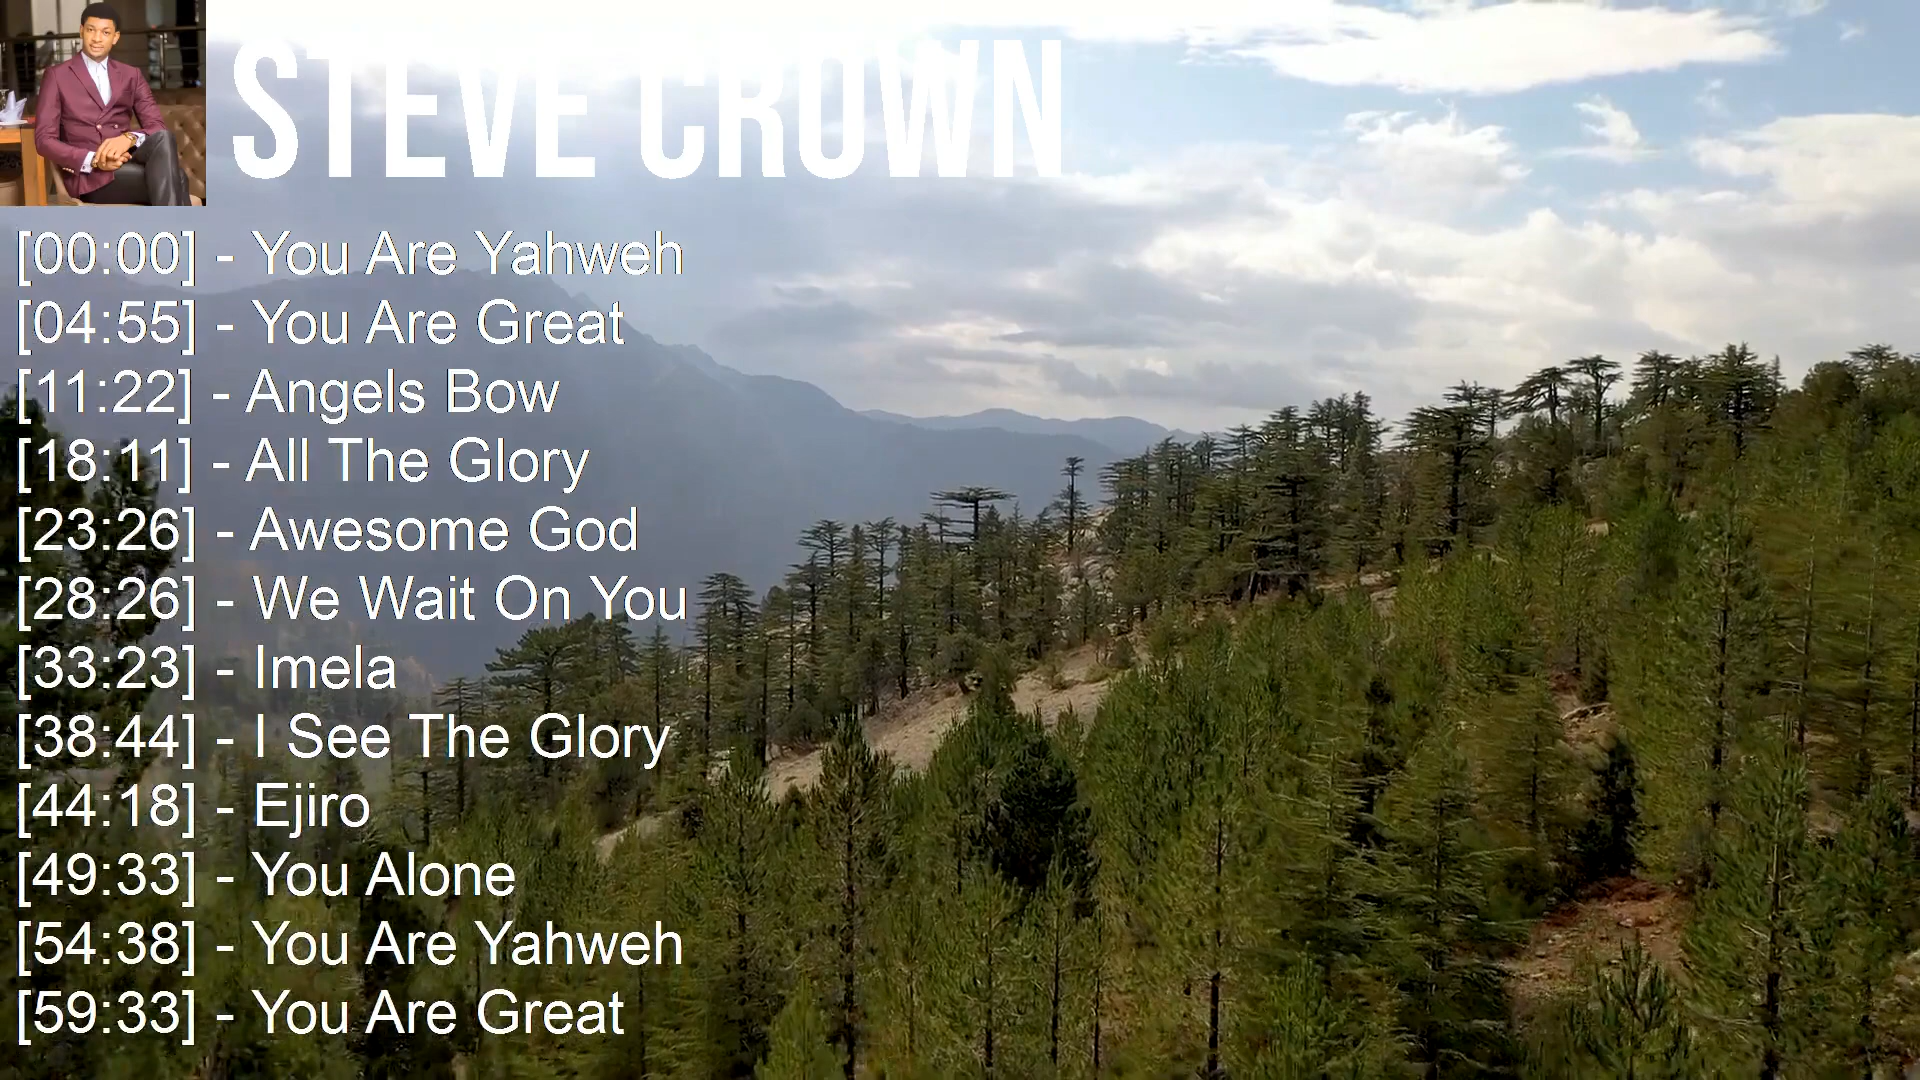 STEVE CROWN
[00:00] - You Are Yahweh
[04:55] - You Are Great
[11:22] - Angels Bow
[18:11] - All The Glory
[23:26] - Awesome God
[28:26] - We Wait On You
[33:23] - Imela
[38:44] - I See The Glory
[44:18] - Ejiro
[49:33] - You Alone
[54:38] - You Are Yahweh
[59:33] - You Are Great